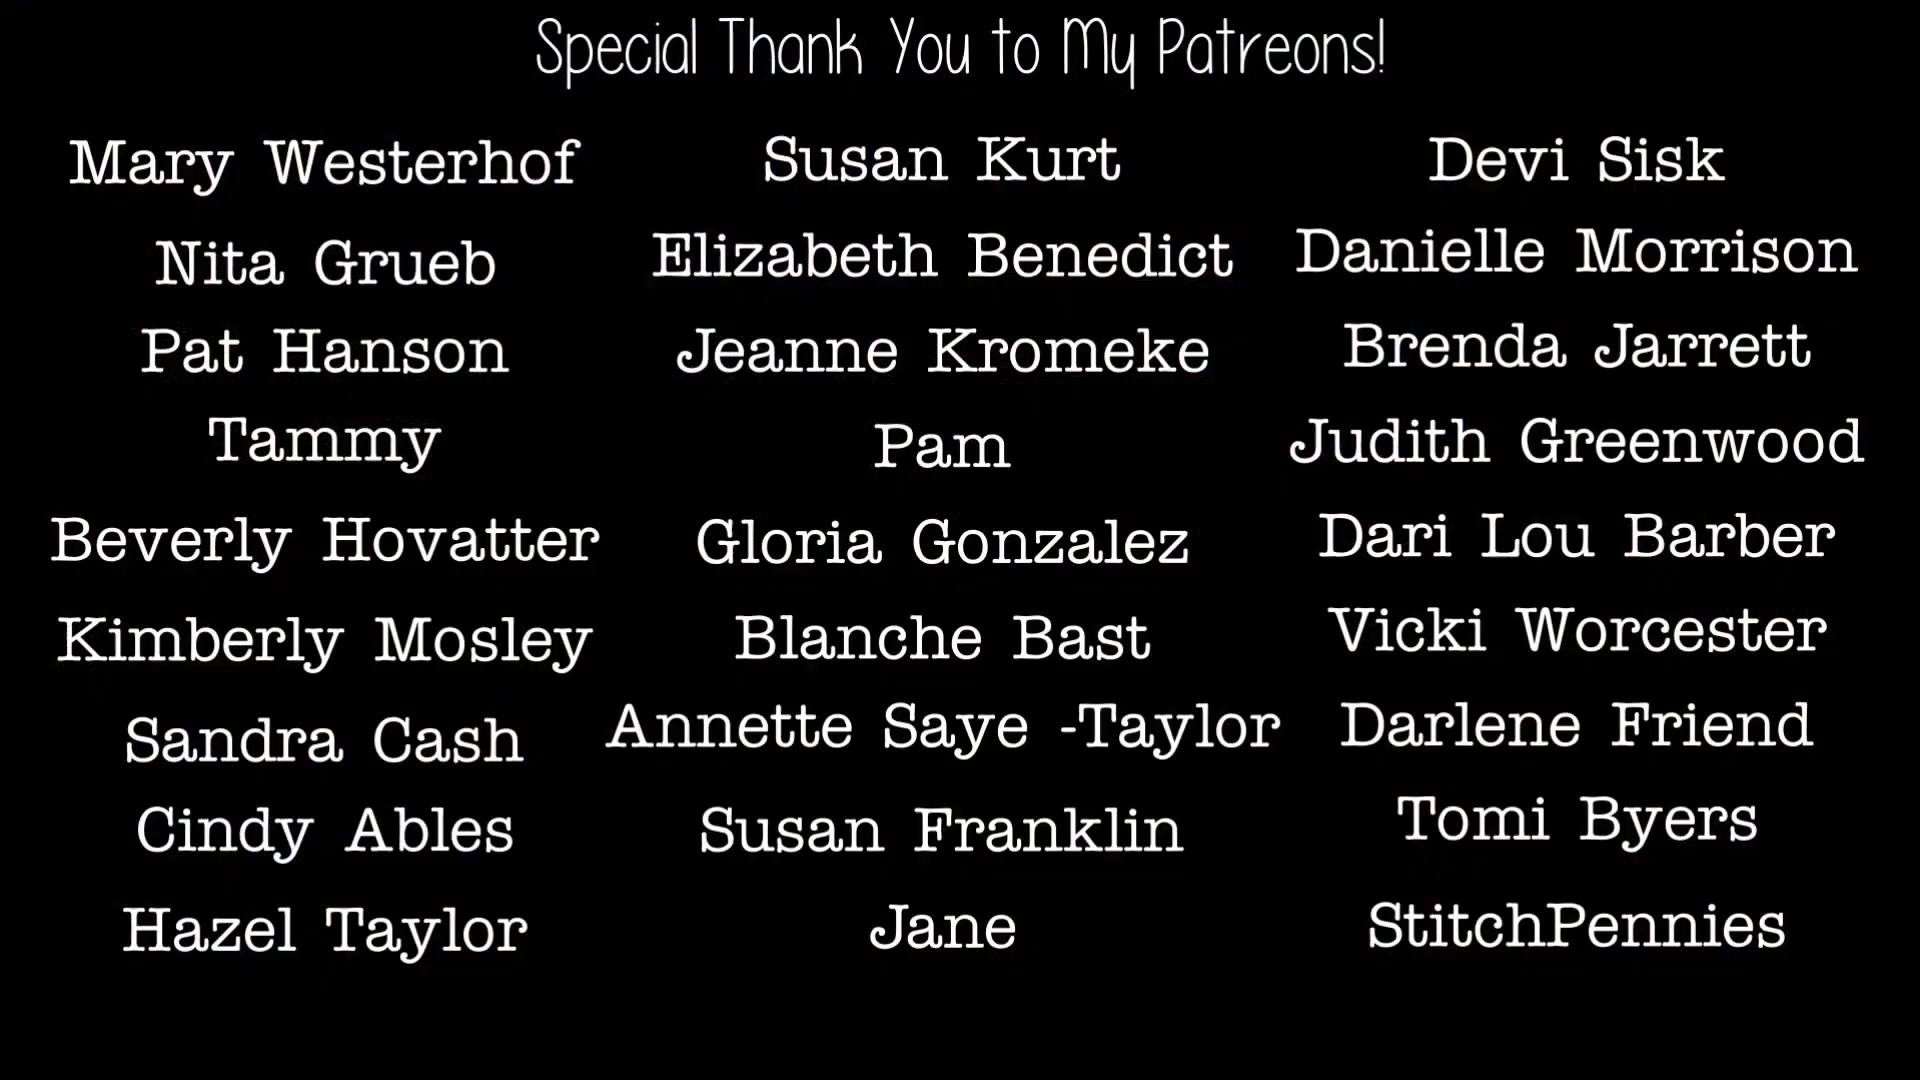 Special Thank You to My Patreons!
Mary Westerhof
Nita Grueb
Pat Hanson
Tammy
Beverly Hovatter
Kimberly Mosley
Sandra Cash
Cindy Ables
Hazel Taylor
Susan Kurt
Elizabeth Benedict
Jeanne Kromeke
Pam
Gloria Gonzalez
Blanche Bast
Annette Saye -Taylor
Susan Franklin
Jane
Devi Sisk
Danielle Morrison
Brenda Jarrett
Judith Greenwood
Dari Lou Barber
Vicki Worcester
Darlene Friend
Tomi Byers
StitchPennies